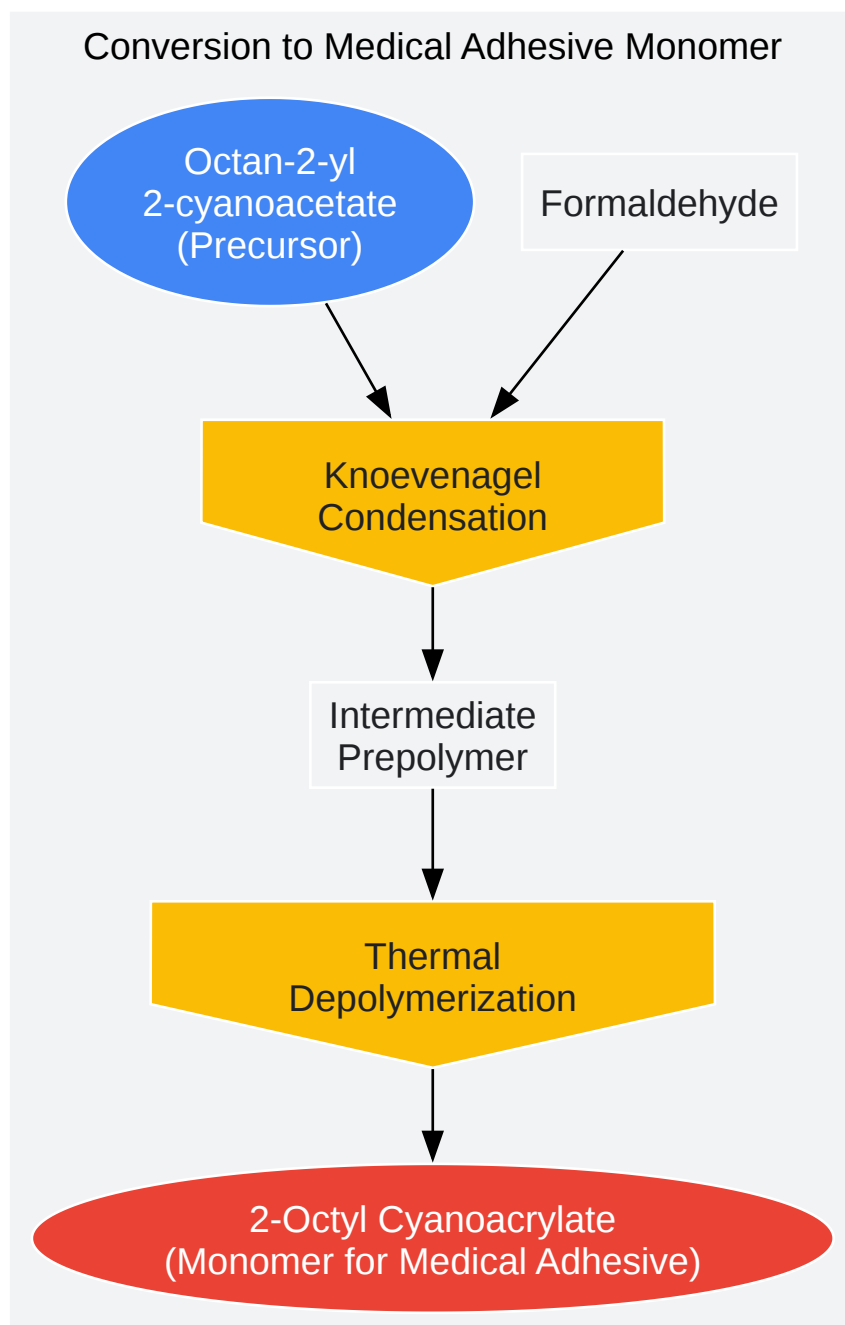 Conversion to Medical Adhesive Monomer
Octan-2-yl
2-cyanoacetate
(Precursor)
Formaldehyde
Knoevenagel
Condensation
Intermediate
Prepolymer
Thermal
Depolymerization
2-Octyl Cyanoacrylate
(Monomer for Medical Adhesive)